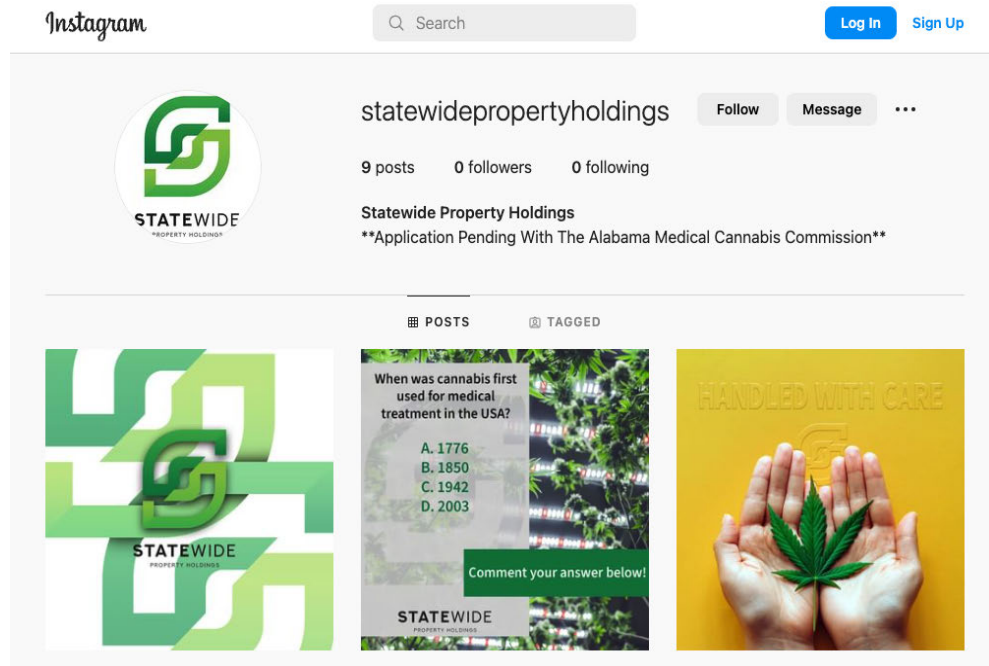 Instagram
Search
Log In
Sign Up
statewidepropertyholdings
Follow
Message
9 posts 0 followers 0 following
Statewide Property Holdings
**Application Pending With The Alabama Medical Cannabis Commission**
STATEWIDE
PROPERTY HOLDINGS
POSTS
TAGGED
STATEWIDE
PROPERTY HOLDINGS
When was cannabis first
used for medical
treatment in the USA?
A. 1776
B. 1850
C. 1942
D. 2003
Comment your answer below!
STATEWIDE
PROPERTY HOLDINGS
HANDLED WITH CARE